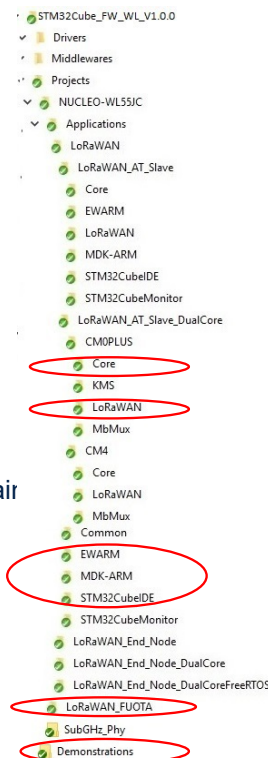 STM32Cube_FW_WL_V1.0.0
Drivers
Middlewares
Projects
NUCLEO-WL55JC
Applications
LoRaWAN
LoRaWAN_AT_Slave
Core
EWARM
LoRaWAN
MDK-ARM
STM32CubeIDE
STM32CubeMonitor
LoRaWAN_AT_Slave_DualCore
CM0PLUS
Core
KMS
LoRaWAN
MbMux
CM4
Core
LoRaWAN
MbMux
Common
EWARM
MDK-ARM
STM32CubeIDE
STM32CubeMonitor
LoRaWAN_End_Node
LoRaWAN_End_Node_DualCore
LoRaWAN_End_Node_DualCoreFreeRTOS
LoRaWAN_FUOTA
SubGHz_Phy
Demonstrations